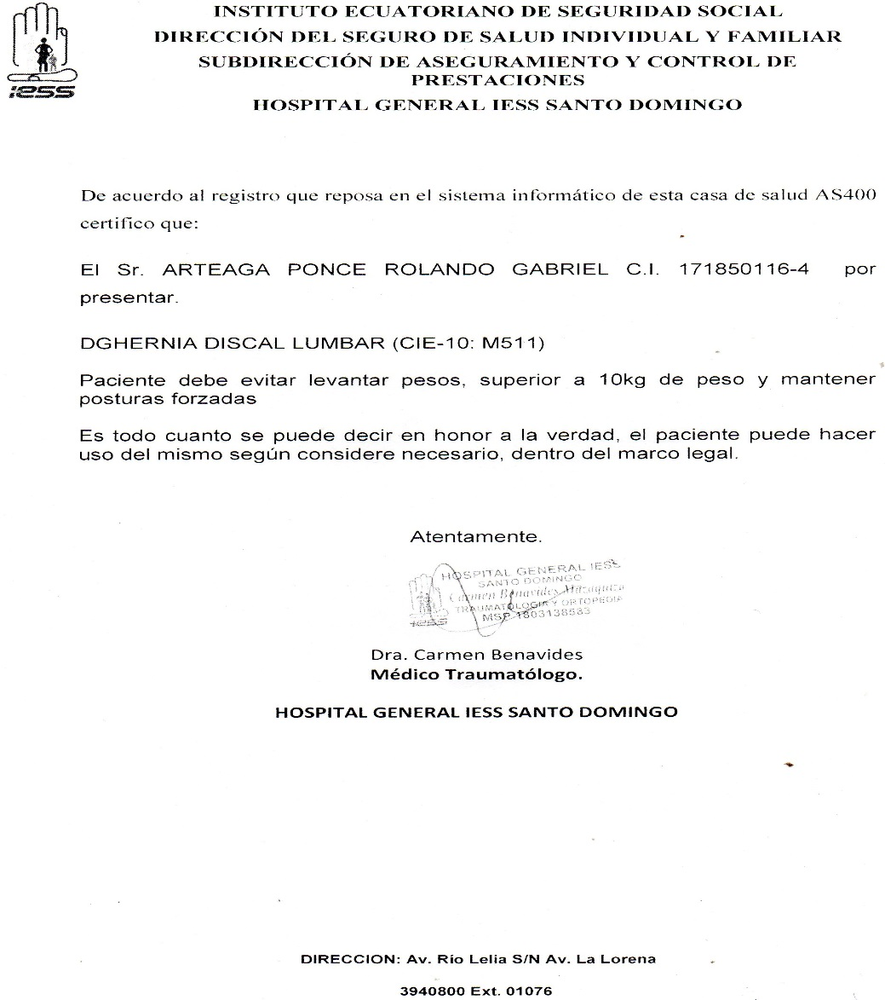 INSTITUTO ECUATORIANO DE SEGURIDAD SOCIAL
DIRECCIÓN DEL SEGURO DE SALUD INDIVIDUAL Y FAMILIAR
SUBDIRECCIÓN DE ASEGURAMIENTO Y CONTROL DE
PRESTACIONES
HOSPITAL GENERAL IESS SANTO DOMINGO
iess
De acuerdo al registro que reposa en el sistema informático de esta casa de salud AS400
certifico que:
El Sr. ARTEAGA PONCE ROLANDO GABRIEL C.I. 171850116-4 por
presentar.
DGHERNIA DISCAL LUMBAR (CIE-10: M511)
Paciente debe evitar levantar pesos, superior a 10kg de peso y mantener
posturas forzadas
Es todo cuanto se puede decir en honor a la verdad, el paciente puede hacer
uso del mismo según considere necesario, dentro del marco legal.
Atentamente.
HOSPITAL GENERAL IESS
SANTO DOMINGO
Carmen Benavides
TRAUMATOLOGIA Y ORTOPEDIA
MSP 1803138583
iess
Dra. Carmen Benavides
Médico Traumatólogo.
HOSPITAL GENERAL IESS SANTO DOMINGO
DIRECCION: Av. Río Lelia S/N Av. La Lorena
3940800 Ext. 01076